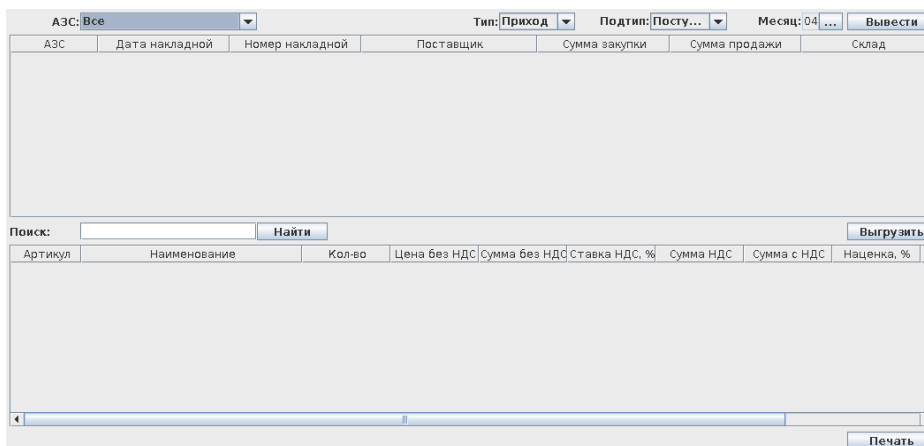 АЗС: Все Тип: Приход Подтип: Посту... Месяц: 04 ... Вывести
АЗС Дата накладной Номер накладной Поставщик Сумма закупки Сумма продажи Склад
Поиск: Найти Выгрузить
Артикул Наименование Кол-во Цена без НДС Сумма без НДС Ставка НДС, % Сумма НДС Сумма с НДС Наценка, %
Печать